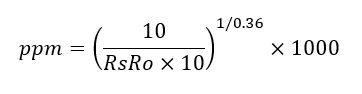 ppm = (10 / RsRo × 10)^1/0.36 × 1000